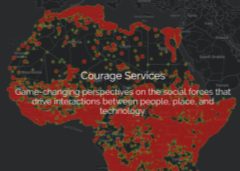 Courage Services
Game-changing perspectives on the social forces that
drive interactions between people, place, and
technology